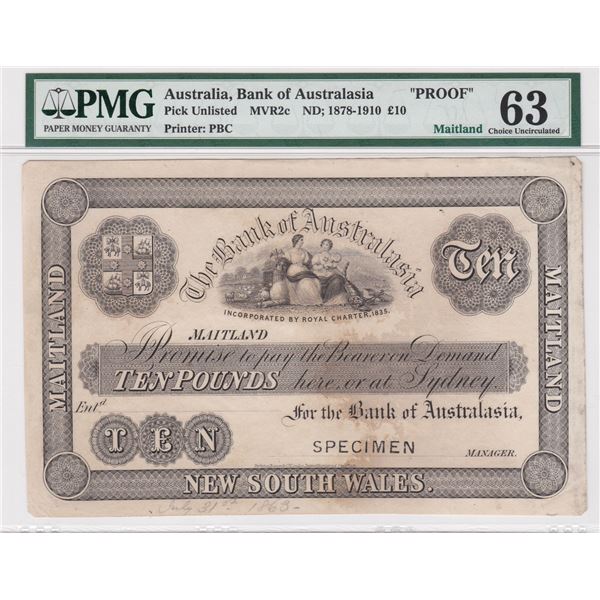 PMG
PAPER MONEY GUARANTY
Australia, Bank of Australasia "PROOF"
Pick Unlisted MVR2c ND; 1878-1910 £10
Printer: PBC
Maitland
63
Choice Uncirculated
The Bank of Australasia
INCORPORATED BY ROYAL CHARTER, 1835.
Ten
MAITLAND
MAITLAND
MAITLAND
I Promise to pay the Bearer on Demand
TEN POUNDS here, or at Sydney.
Ent.d
For the Bank of Australasia,
TEN
SPECIMEN
MANAGER.
NEW SOUTH WALES.
July 31st 1863-